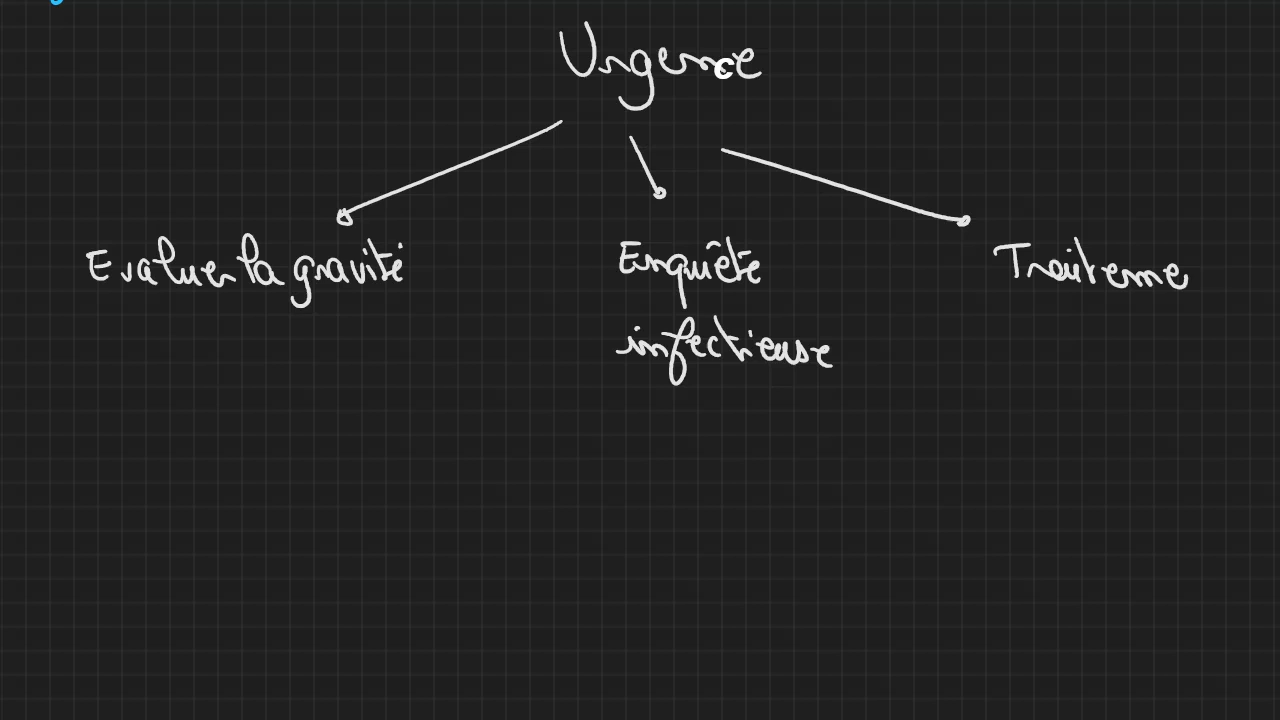 Urgence
Evaluer la gravité
Enquête
infectieuse
Traiteme